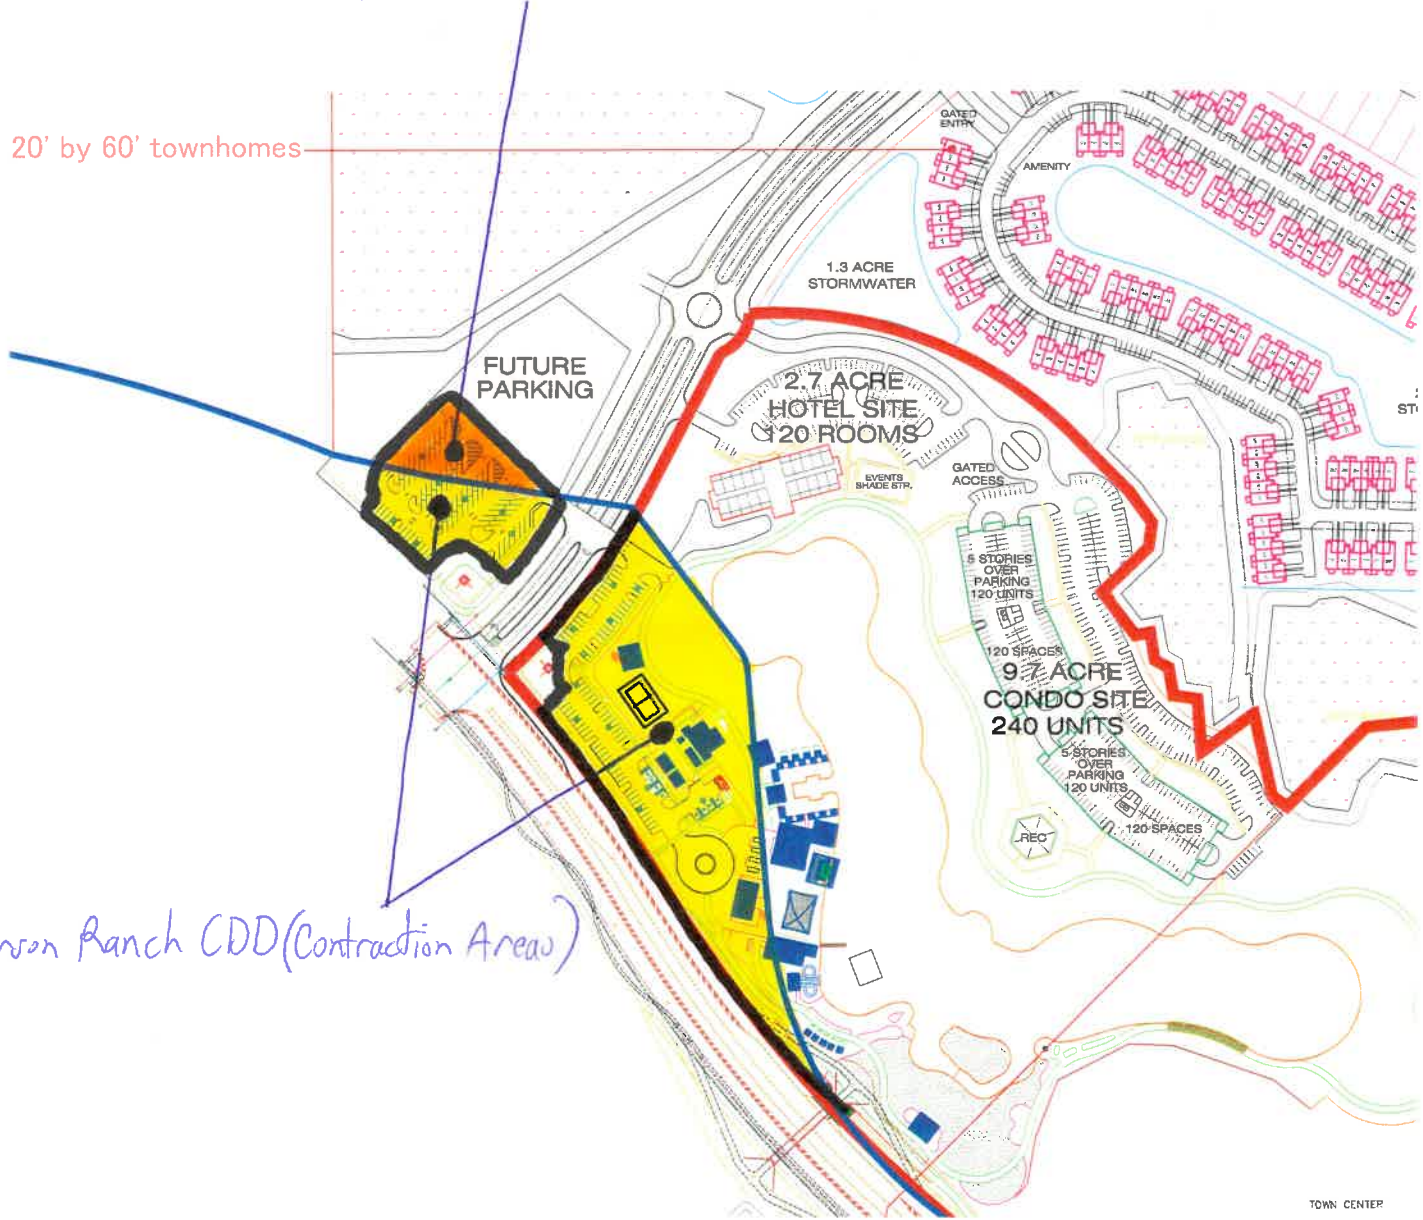 GATED
ENTRY
20' by 60' townhomes
AMENITY
1.3 ACRE
STORMWATER
FUTURE
PARKING
2.7 ACRE
HOTEL SITE
120 ROOMS
GATED
ACCESS
EVENTS
SHADE STR.
5 STORIES
OVER
PARKING
120 UNITS
120 SPACES
9.7 ACRE
CONDO SITE
240 UNITS
5 STORIES
OVER
PARKING
120 UNITS
120 SPACES
REC
Ranch CDD (Contraction Areas)
TOWN CENTER